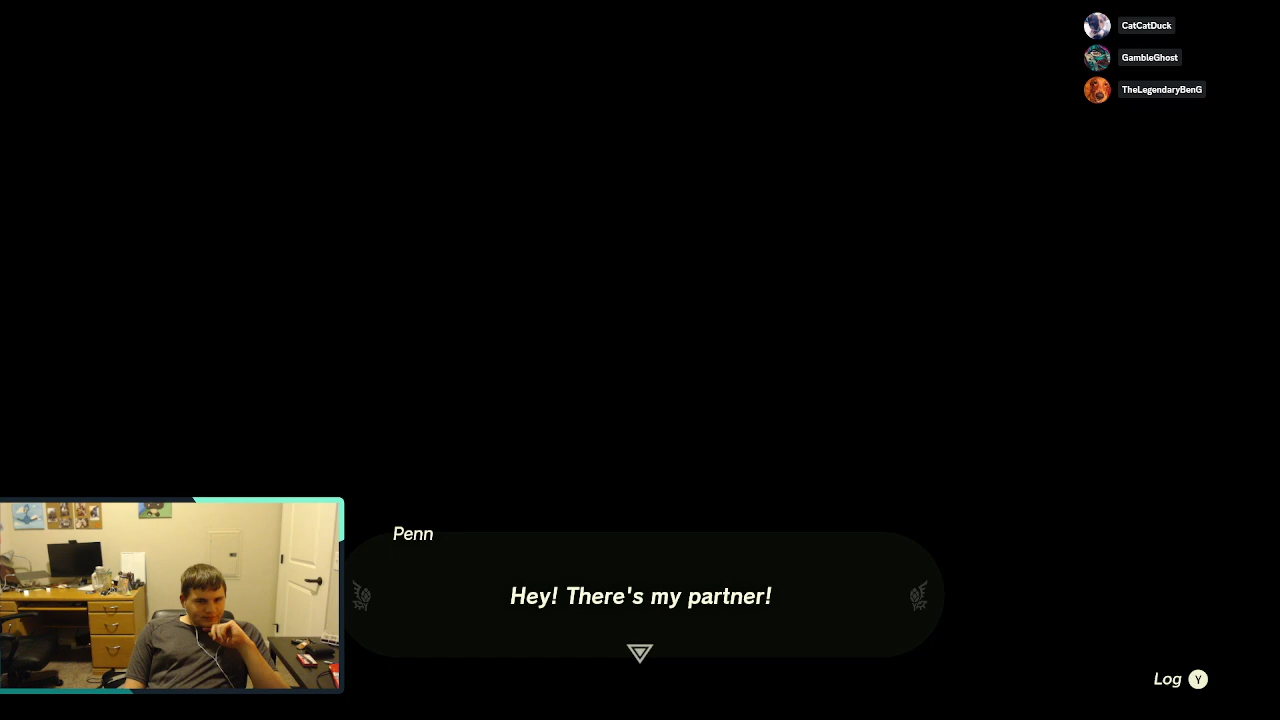 CatCatDuck
GambleGhost
TheLegendaryBenG
Penn
Hey! There's my partner!
Log Y